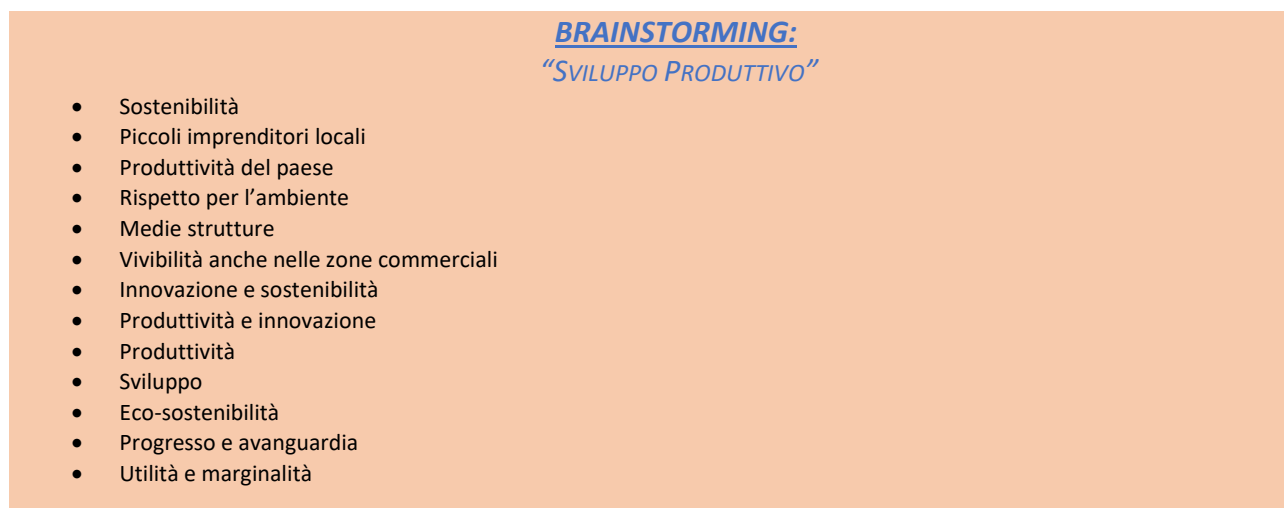 BRAINSTORMING:
“SVILUPPO PRODUTTIVO”
• Sostenibilità
• Piccoli imprenditori locali
• Produttività del paese
• Rispetto per l’ambiente
• Medie strutture
• Vivibilità anche nelle zone commerciali
• Innovazione e sostenibilità
• Produttività e innovazione
• Produttività
• Sviluppo
• Eco-sostenibilità
• Progresso e avanguardia
• Utilità e marginalità